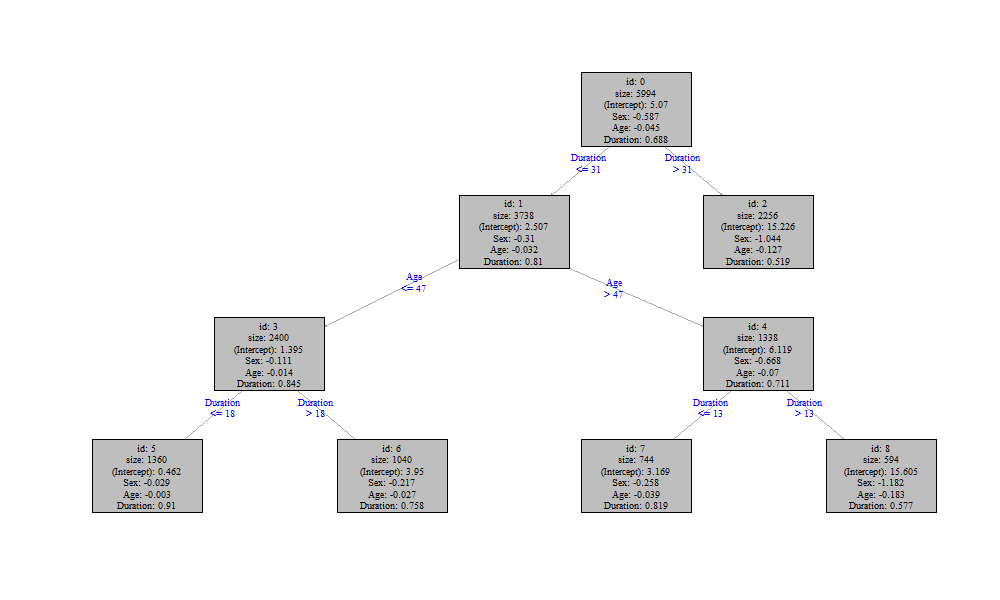 id: 0
size: 5994
(Intercept): 5.07
Sex: -0.587
Age: -0.045
Duration: 0.688
Duration
<= 31
Duration
> 31
id: 1
size: 3738
(Intercept): 2.507
Sex: -0.31
Age: -0.032
Duration: 0.81
id: 2
size: 2256
(Intercept): 15.226
Sex: -1.044
Age: -0.127
Duration: 0.519
Age
<= 47
Age
> 47
id: 3
size: 2400
(Intercept): 1.395
Sex: -0.111
Age: -0.014
Duration: 0.845
id: 4
size: 1338
(Intercept): 6.119
Sex: -0.668
Age: -0.07
Duration: 0.711
Duration
<= 18
Duration
> 18
Duration
<= 13
Duration
> 13
id: 5
size: 1360
(Intercept): 0.462
Sex: -0.029
Age: -0.003
Duration: 0.91
id: 6
size: 1040
(Intercept): 3.95
Sex: -0.217
Age: -0.027
Duration: 0.758
id: 7
size: 744
(Intercept): 3.169
Sex: -0.258
Age: -0.039
Duration: 0.819
id: 8
size: 594
(Intercept): 15.605
Sex: -1.182
Age: -0.183
Duration: 0.577